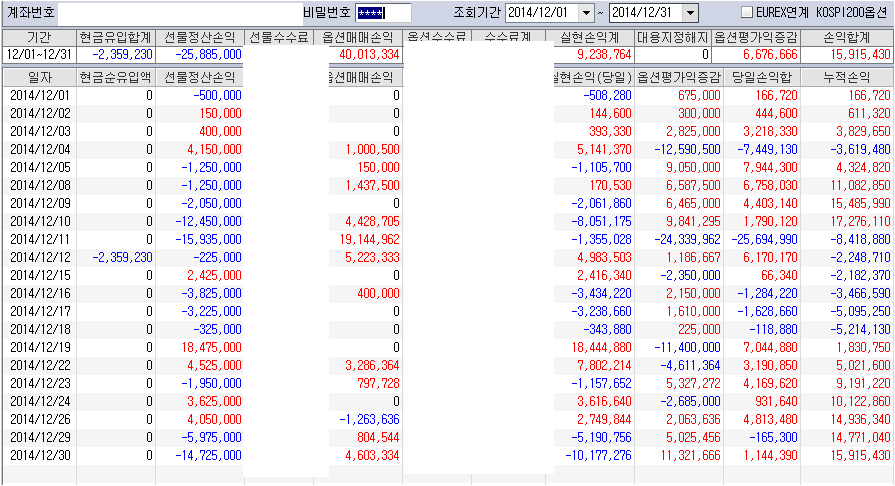 계좌번호 비밀번호 **** 조회기간 2014/12/01 ~ 2014/12/31 EUREX연계 KOSPI200옵션
기간 현금유입합계 선물정산손익 선물수수료 옵션매매손익 옵션수수료 수수료계 실현손익계 대용지정해지 옵션평가익증감 손익합계
12/01~12/31 -2,359,230 -25,885,000 40,013,334 9,238,764 0 6,676,666 15,915,430
일자 현금순유입액 선물정산손익 옵션매매손익 실현손익(당일) 옵션평가익증감 당일손익합 누적손익
2014/12/01 0 -500,000 0 -508,280 675,000 166,720 166,720
2014/12/02 0 150,000 0 144,600 300,000 444,600 611,320
2014/12/03 0 400,000 0 393,330 2,825,000 3,218,330 3,829,650
2014/12/04 0 4,150,000 1,000,500 5,141,370 -12,590,500 -7,449,130 -3,619,480
2014/12/05 0 -1,250,000 150,000 -1,105,700 9,050,000 7,944,300 4,324,820
2014/12/08 0 -1,250,000 1,437,500 170,530 6,587,500 6,758,030 11,082,850
2014/12/09 0 -2,050,000 0 -2,061,860 6,465,000 4,403,140 15,485,990
2014/12/10 0 -12,450,000 4,428,705 -8,051,175 9,841,295 1,790,120 17,276,110
2014/12/11 0 -15,935,000 19,144,962 -1,355,028 -24,339,962 -25,694,990 -8,418,880
2014/12/12 -2,359,230 -225,000 5,223,333 4,983,503 1,186,667 6,170,170 -2,248,710
2014/12/15 0 2,425,000 0 2,416,340 -2,350,000 66,340 -2,182,370
2014/12/16 0 -3,825,000 400,000 -3,434,220 2,150,000 -1,284,220 -3,466,590
2014/12/17 0 -3,225,000 0 -3,238,660 1,610,000 -1,628,660 -5,095,250
2014/12/18 0 -325,000 0 -343,880 225,000 -118,880 -5,214,130
2014/12/19 0 18,475,000 0 18,444,880 -11,400,000 7,044,880 1,830,750
2014/12/22 0 4,525,000 3,286,364 7,802,214 -4,611,364 3,190,850 5,021,600
2014/12/23 0 -1,950,000 797,728 -1,157,652 5,327,272 4,169,620 9,191,220
2014/12/24 0 3,625,000 0 3,616,640 -2,685,000 931,640 10,122,860
2014/12/26 0 4,050,000 -1,263,636 2,749,844 2,063,636 4,813,480 14,936,340
2014/12/29 0 -5,975,000 804,544 -5,190,756 5,025,456 -165,300 14,771,040
2014/12/30 0 -14,725,000 4,603,334 -10,177,276 11,321,666 1,144,390 15,915,430